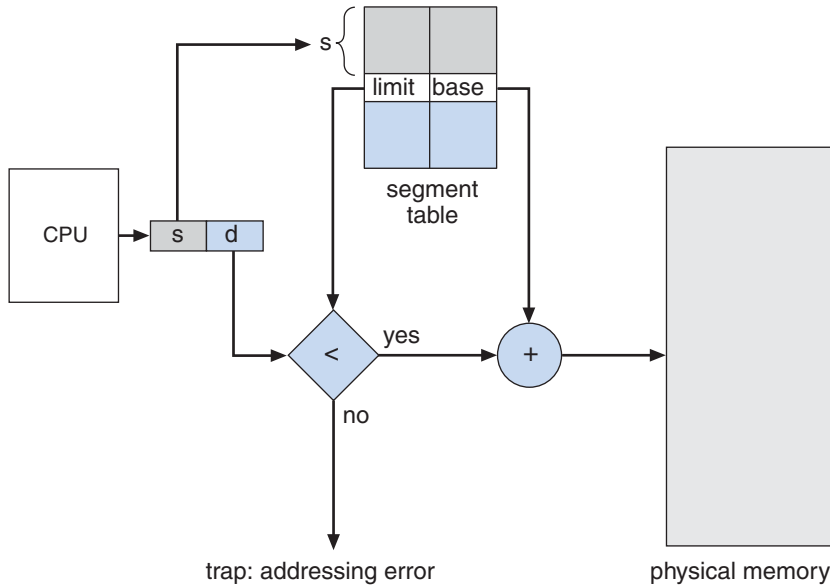 s
limit base
segment
table
CPU
s d
<
yes
+
no
trap: addressing error
physical memory